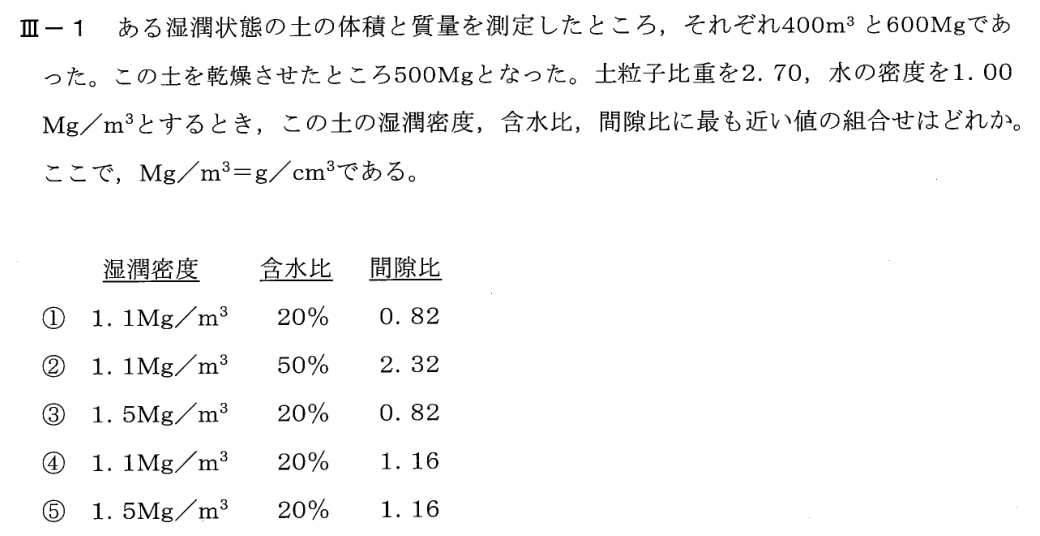 Ⅲ－1　ある湿潤状態の土の体積と質量を測定したところ，それぞれ400m³ と600Mgであ
った。この土を乾燥させたところ500Mgとなった。土粒子比重を2.70，水の密度を1.00
Mg／m³とするとき，この土の湿潤密度，含水比，間隙比に最も近い値の組合せはどれか。
ここで，Mg／m³＝g／cm³である。
湿潤密度　含水比　間隙比
①　1.1Mg／m³　20％　0.82
②　1.1Mg／m³　50％　2.32
③　1.5Mg／m³　20％　0.82
④　1.1Mg／m³　20％　1.16
⑤　1.5Mg／m³　20％　1.16